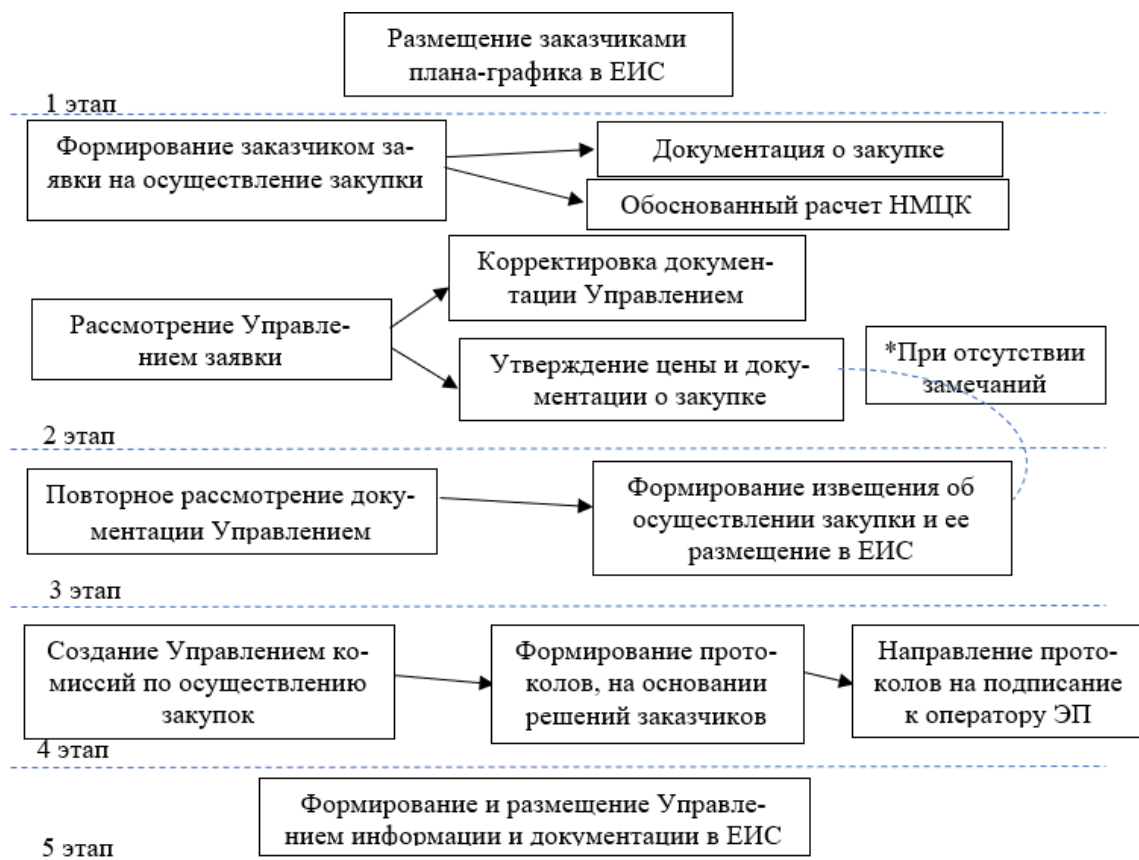 Размещение заказчиками
плана-графика в ЕИС
1 этап
Формирование заказчиком за-
явки на осуществление закупки
Документация о закупке
Обоснованный расчет НМЦК
Корректировка докумен-
тации Управлением
Рассмотрение Управле-
нием заявки
Утверждение цены и доку-
ментации о закупке
*При отсутствии
замечаний
2 этап
Повторное рассмотрение доку-
ментации Управлением
Формирование извещения об
осуществлении закупки и ее
размещение в ЕИС
3 этап
Создание Управлением ко-
миссий по осуществлению
закупок
Формирование прото-
колов, на основании
решений заказчиков
Направление прото-
колов на подписание
к оператору ЭП
4 этап
Формирование и размещение Управле-
нием информации и документации в ЕИС
5 этап